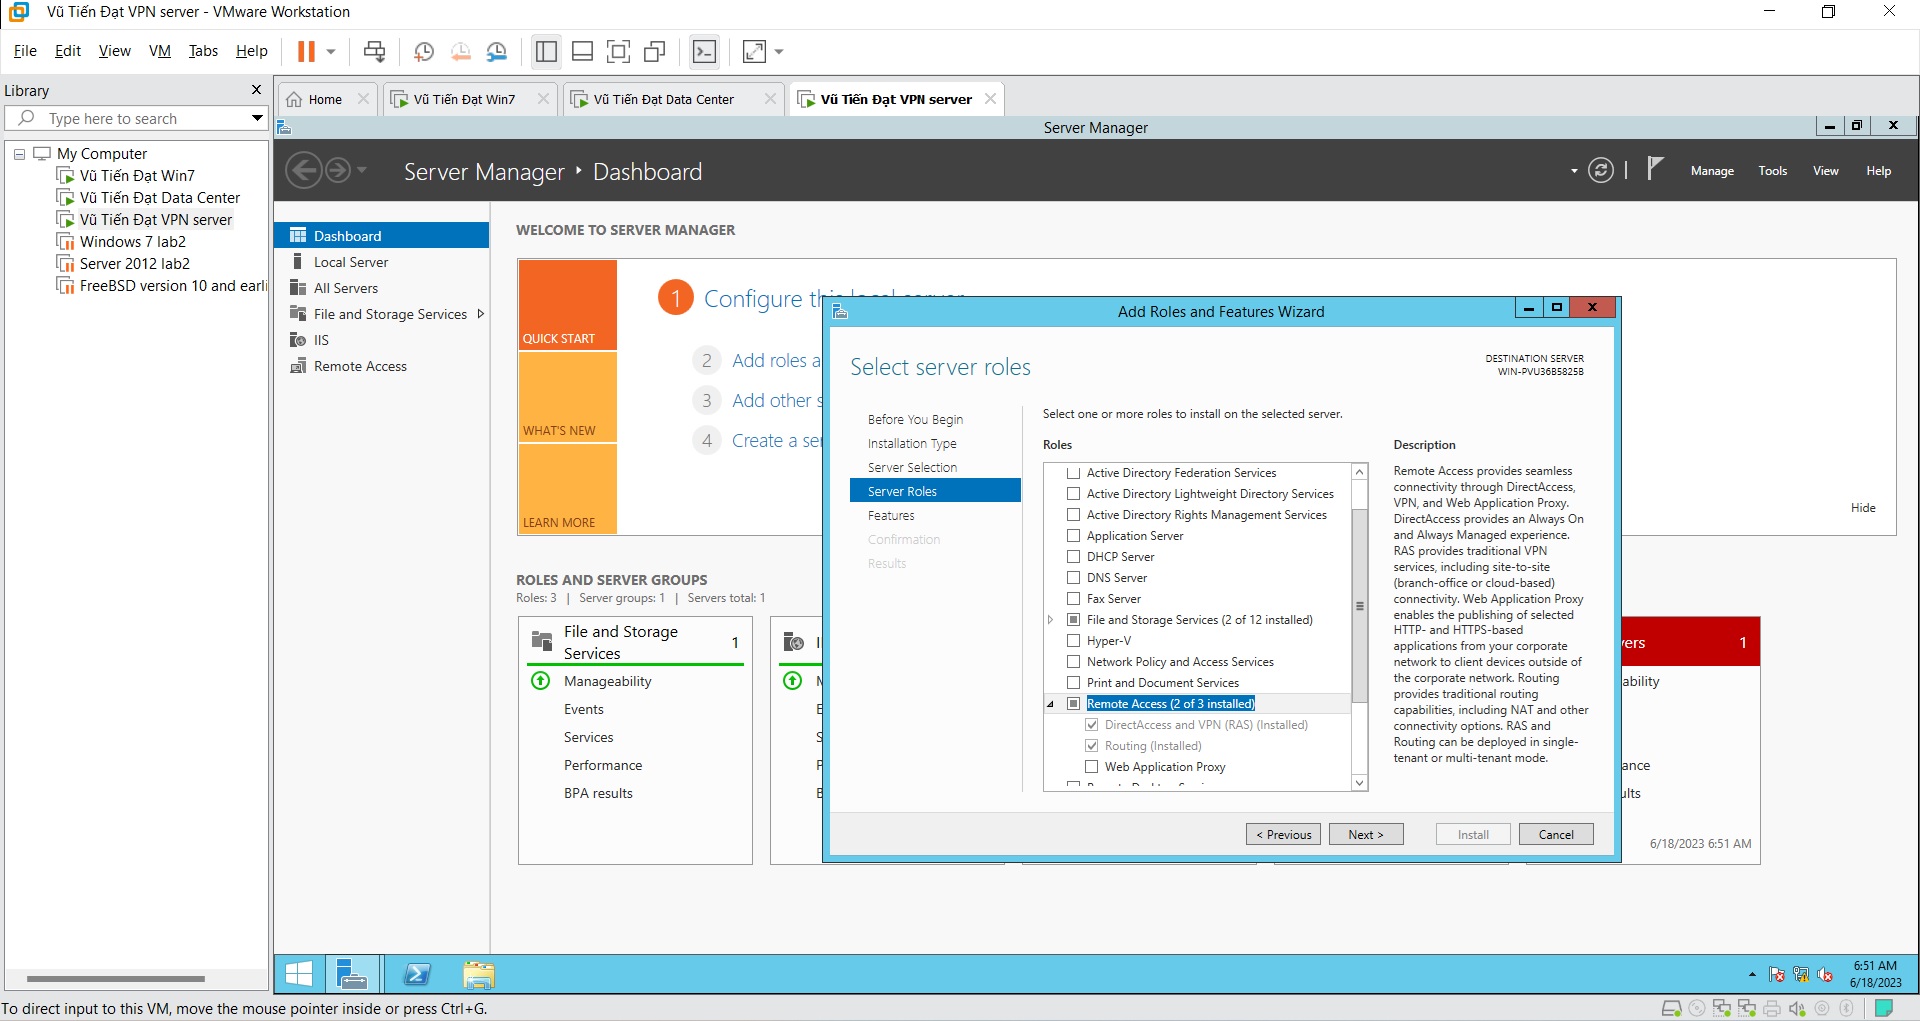 Vũ Tiến Đạt VPN server - VMware Workstation
File Edit View VM Tabs Help
Library
Type here to search
My Computer
Vũ Tiến Đạt Win7
Vũ Tiến Đạt Data Center
Vũ Tiến Đạt VPN server
Windows 7 lab2
Server 2012 lab2
FreeBSD version 10 and earli
Home
Vũ Tiến Đạt Win7
Vũ Tiến Đạt Data Center
Vũ Tiến Đạt VPN server
Server Manager
Server Manager Dashboard
Manage Tools View Help
Dashboard
Local Server
All Servers
File and Storage Services
IIS
Remote Access
WELCOME TO SERVER MANAGER
QUICK START
WHAT'S NEW
LEARN MORE
1 Configure this local server
2 Add roles a
3 Add other s
4 Create a ser
Hide
ROLES AND SERVER GROUPS
Roles: 3 | Server groups: 1 | Servers total: 1
File and Storage
Services
1
Manageability
Events
Services
Performance
BPA results
vers 1
ability
ance
ults
6/18/2023 6:51 AM
Add Roles and Features Wizard
Select server roles
DESTINATION SERVER
WIN-PVU36B5825B
Before You Begin
Installation Type
Server Selection
Server Roles
Features
Confirmation
Results
Select one or more roles to install on the selected server.
Roles
Active Directory Federation Services
Active Directory Lightweight Directory Services
Active Directory Rights Management Services
Application Server
DHCP Server
DNS Server
Fax Server
File and Storage Services (2 of 12 installed)
Hyper-V
Network Policy and Access Services
Print and Document Services
Remote Access (2 of 3 installed)
DirectAccess and VPN (RAS) (Installed)
Routing (Installed)
Web Application Proxy
Description
Remote Access provides seamless
connectivity through DirectAccess,
VPN, and Web Application Proxy.
DirectAccess provides an Always On
and Always Managed experience.
RAS provides traditional VPN
services, including site-to-site
(branch-office or cloud-based)
connectivity. Web Application Proxy
enables the publishing of selected
HTTP- and HTTPS-based
applications from your corporate
network to client devices outside of
the corporate network. Routing
provides traditional routing
capabilities, including NAT and other
connectivity options. RAS and
Routing can be deployed in single-
tenant or multi-tenant mode.
< Previous Next > Install Cancel
6:51 AM
6/18/2023
To direct input to this VM, move the mouse pointer inside or press Ctrl+G.